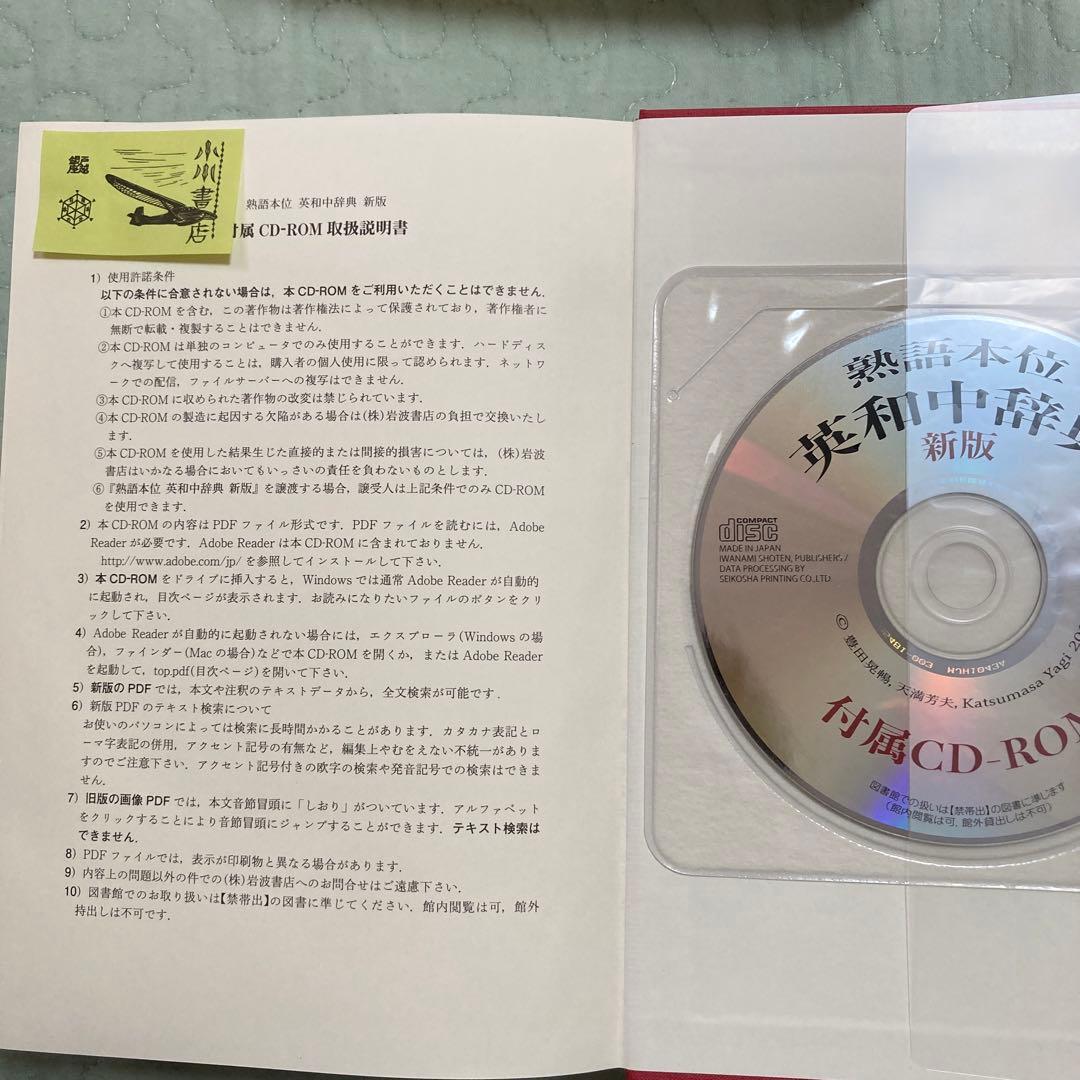 小川書店
熟語本位 英和中辞典 新版
付属 CD-ROM 取扱説明書
1) 使用許諾条件
以下の条件に合意されない場合は，本 CD-ROM をご利用いただくことはできません．
①本 CD-ROM を含む，この著作物は著作権法によって保護されており，著作権者に
無断で転載・複製することはできません．
②本 CD-ROM は単独のコンピュータでのみ使用することができます．ハードディス
クへ複写して使用することは，購入者の個人使用に限って認められます．ネットワ
ークでの配信，ファイルサーバーへの複写はできません．
③本 CD-ROM に収められた著作物の改変は禁じられています．
④本 CD-ROM の製造に起因する欠陥がある場合は(株)岩波書店の負担で交換いたし
ます．
⑤本 CD-ROM を使用した結果生じた直接的または間接的損害については，(株)岩波
書店はいかなる場合においてもいっさいの責任を負わないものとします．
⑥『熟語本位 英和中辞典 新版』を譲渡する場合，譲受人は上記条件でのみ CD-ROM
を使用できます．
2) 本 CD-ROM の内容は PDF ファイル形式です．PDF ファイルを読むには，Adobe
Reader が必要です．Adobe Reader は本 CD-ROM に含まれておりません．
http://www.adobe.com/jp/ を参照してインストールして下さい．
3) 本 CD-ROM をドライブに挿入すると，Windows では通常 Adobe Reader が自動的
に起動され，目次ページが表示されます．お読みになりたいファイルのボタンをクリ
ックして下さい．
4) Adobe Reader が自動的に起動されない場合には，エクスプローラ(Windows の場
合)，ファインダー(Mac の場合)などで本 CD-ROM を開くか，または Adobe Reader
を起動して，top.pdf(目次ページ)を開いて下さい．
5) 新版の PDF では，本文や注釈のテキストデータから，全文検索が可能です．
6) 新版 PDF のテキスト検索について
お使いのパソコンによっては検索に長時間かかることがあります．カタカナ表記とロ
ーマ字表記の併用，アクセント記号の有無など，編集上やむをえない不統一がありま
すのでご注意下さい．アクセント記号付きの欧字の検索や発音記号での検索はできま
せん．
7) 旧版の画像 PDF では，本文音節冒頭に「しおり」がついています．アルファベット
をクリックすることにより音節冒頭にジャンプすることができます．テキスト検索は
できません．
8) PDF ファイルでは，表示が印刷物と異なる場合があります．
9) 内容上の問題以外の件での(株)岩波書店へのお問合せはご遠慮下さい．
10) 図書館でのお取り扱いは【禁帯出】の図書に準じてください．館内閲覧は可，館外
持出しは不可です．
熟語本位
英和中辞典
新版
COMPACT
disc
MADE IN JAPAN
IWANAMI SHOTEN, PUBLISHERS /
DATA PROCESSING BY
SEIKOSHA PRINTING CO.,LTD.
© 豊田昱暢, 天満芳夫, Katsumasa Yagi
付属CD-ROM
図書館での扱いは【禁帯出】の図書に準じます
(館内閲覧は可, 館外貸出しは不可)